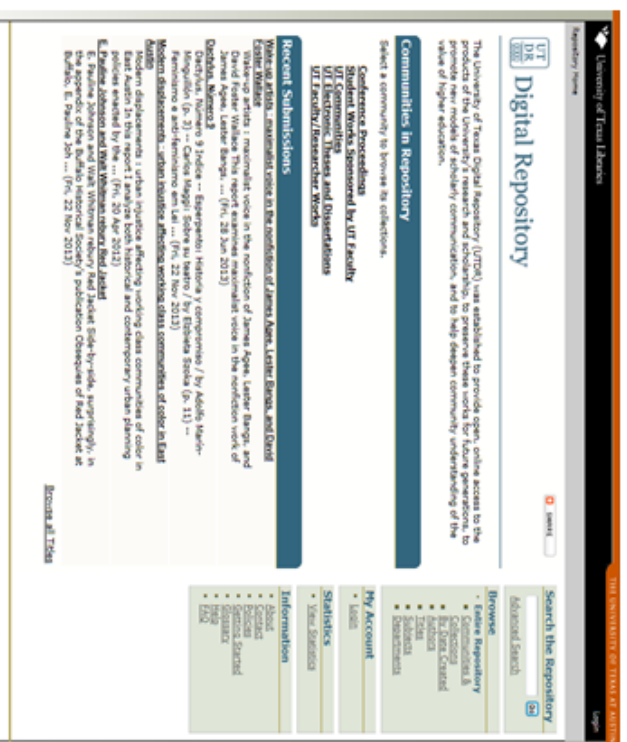 THE UNIVERSITY OF TEXAS AT AUSTIN
University of Texas Libraries
Login
Repository Home
UT
DR
Digital Repository
SHARE
The University of Texas Digital Repository (UTDR) was established to provide open, online access to the
products of the University's research and scholarship, to preserve these works for future generations, to
promote new models of scholarly communication, and to help deepen community understanding of the
value of higher education.
Communities in Repository
Select a community to browse its collections.
Conference Proceedings
Student Works Sponsored by UT Faculty
UT Communities
UT Electronic Theses and Dissertations
UT Faculty/Researcher Works
Recent Submissions
Wake-up artists : maximalist voice in the nonfiction of James Agee, Lester Bangs, and David
Foster Wallace
Wake-up artists : maximalist voice in the nonfiction of James Agee, Lester Bangs, and
David Foster Wallace This report examines maximalist voice in the nonfiction work of
James Agee, Lester Bangs, ... (Fri, 28 Jun 2013)
Dactylus, Número 9
Dactylus, Número 9 Indice -- Esperpento: Historia y compromiso / by Adolfo Marin-
Minguillón (p. 3) -- Carlos Maggi: Sobre su teatro / by Elzbieta Szoka (p. 11) --
Feminismo e anti-feminismo em Lei ... (Fri, 22 Nov 2013)
Modern displacements : urban injustice affecting working class communities of color in East
Austin
Modern displacements : urban injustice affecting working class communities of color in
East Austin In this report I analyze both historical and contemporary urban planning
policies enacted by the ... (Fri, 20 Apr 2012)
E. Pauline Johnson and Walt Whitman rebury Red Jacket
E. Pauline Johnson and Walt Whitman rebury Red Jacket Side-by-side, surprisingly, in
the appendix of the Buffalo Historical Society's publication Obsequies of Red Jacket at
Buffalo, E. Pauline Joh ... (Fri, 22 Nov 2013)
Browse all Titles
Search the Repository
Go
Advanced Search
Browse
- Entire Repository
Communities &
Collections
By Date Created
Authors
Titles
Subjects
Departments
My Account
Login
Statistics
View Statistics
Information
About
Contact
Policies
Getting Started
Glossary
Help
FAQ